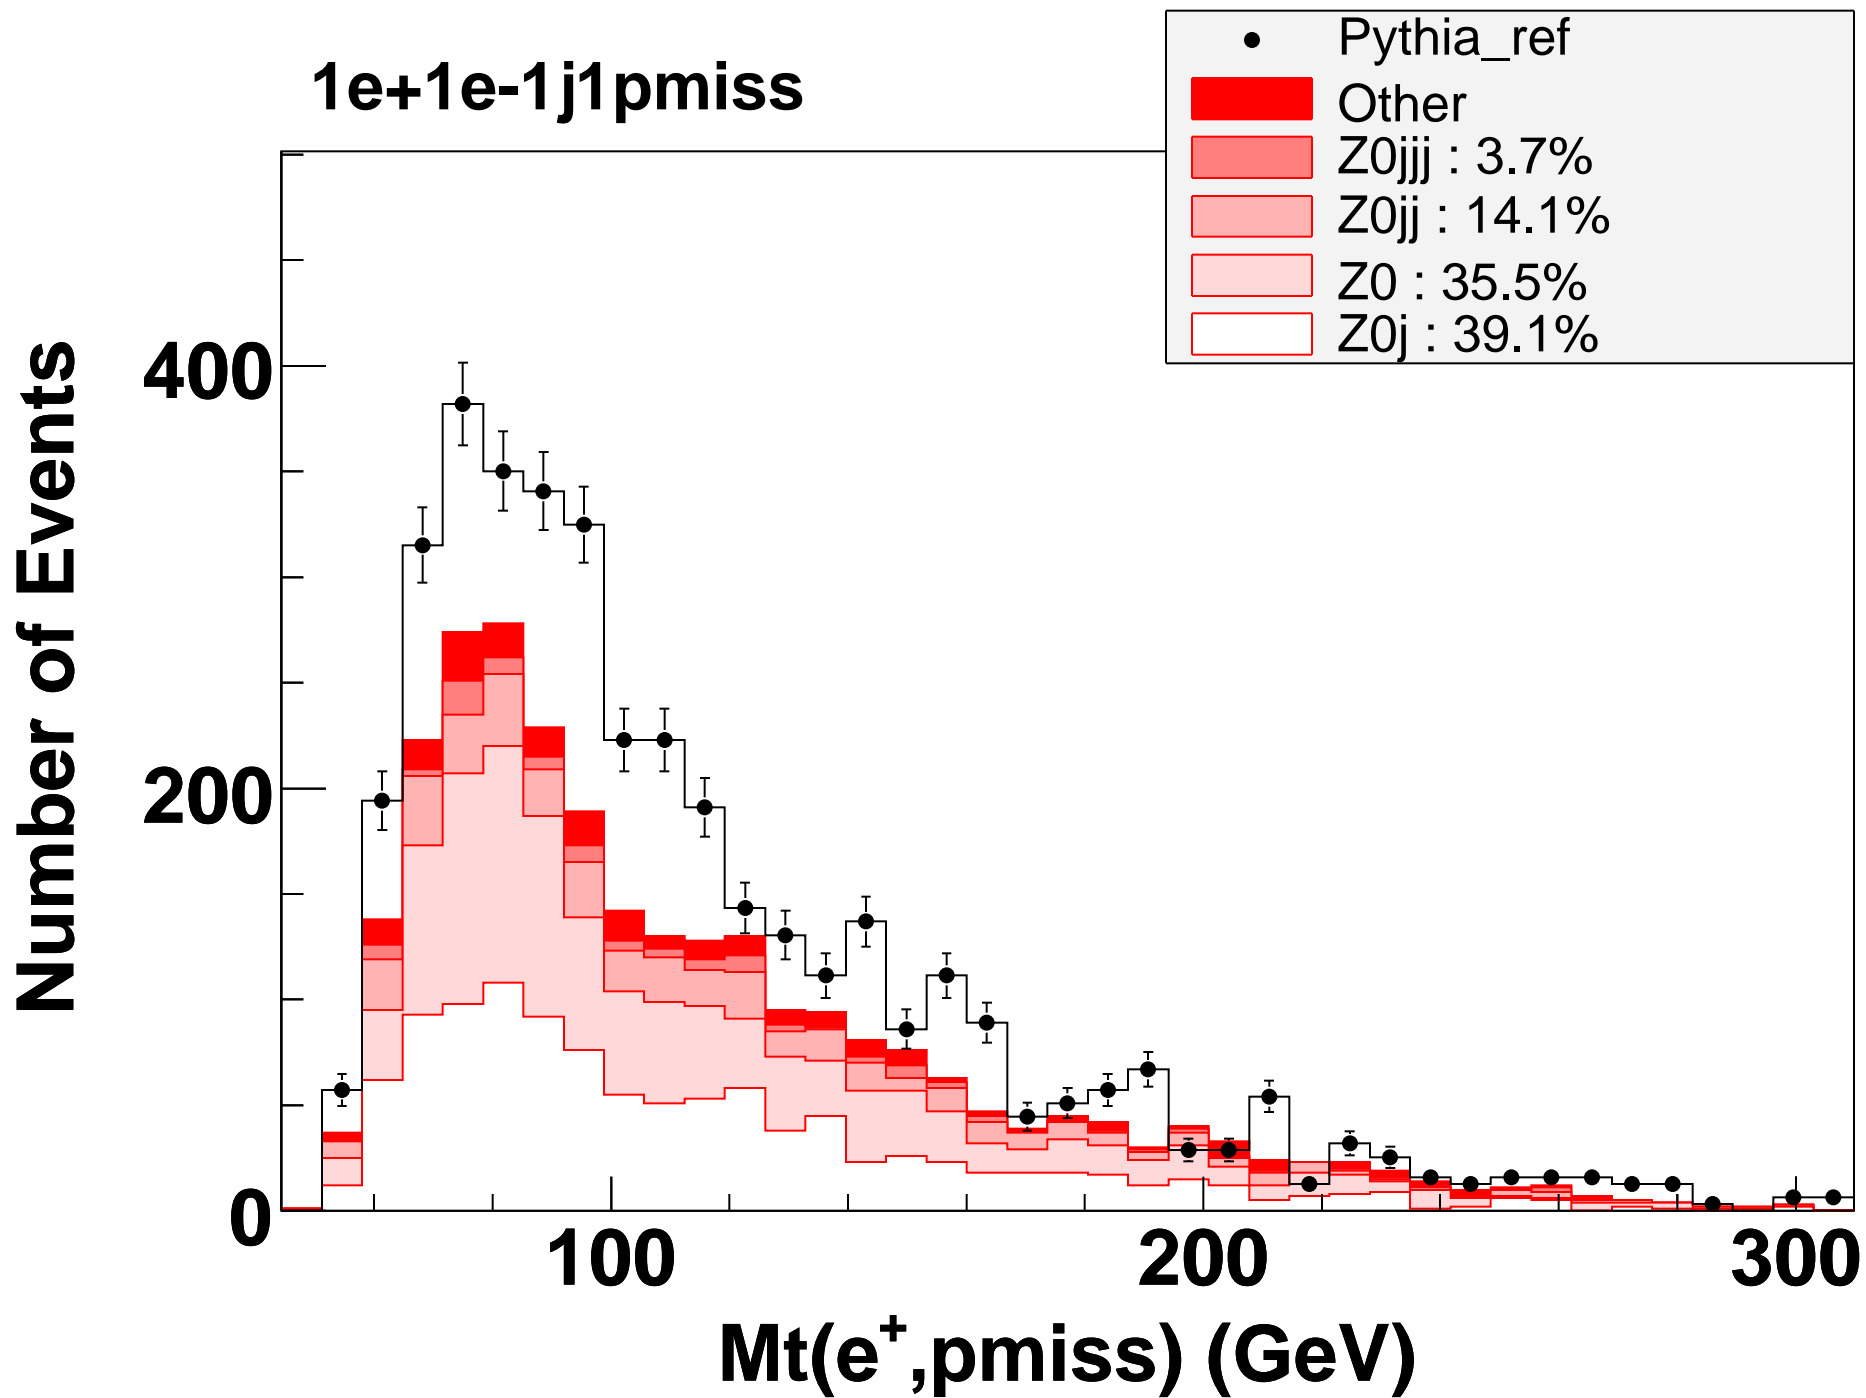 1e+1e-1j1pmiss
Pythia_ref
Other
Z0jjj : 3.7%
Z0jj : 14.1%
Z0 : 35.5%
Z0j : 39.1%
Number of Events
400
200
0
100
200
300
Mt(e⁺,pmiss) (GeV)